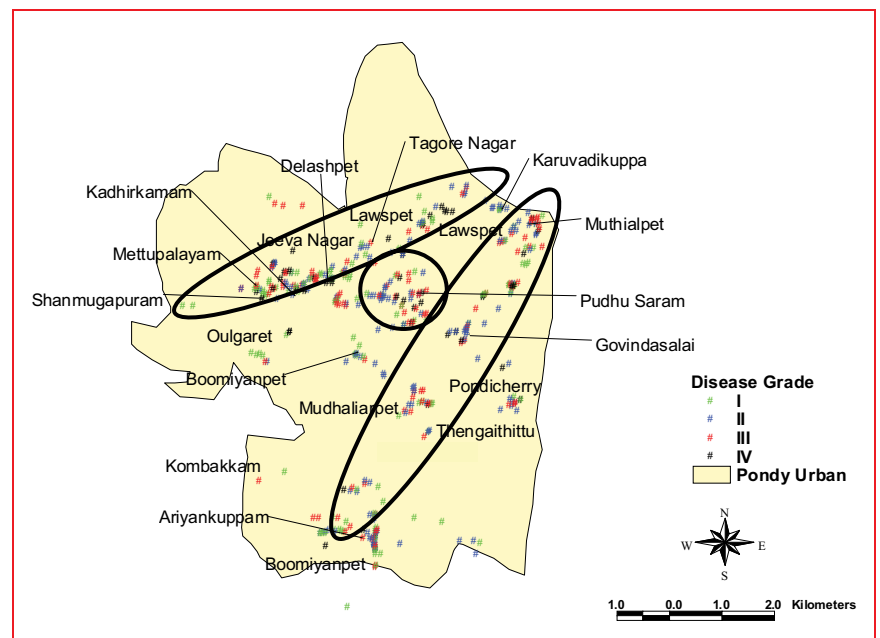 Tagore Nagar
Delashpet
Karuvadikuppa
Kadhirkamam
Lawspet
Lawspet
Muthialpet
Jeeva Nagar
Mettupalayam
Shanmugapuram
Pudhu Saram
Oulgaret
Govindasalai
Boomiyanpet
Pondicherry
Mudhaliarpet
Thengaithittu
Kombakkam
Ariyankuppam
Boomiyanpet
Disease Grade
# I
# II
# III
# IV
Pondy Urban
N
W E
S
1.0 0.0 1.0 2.0 Kilometers